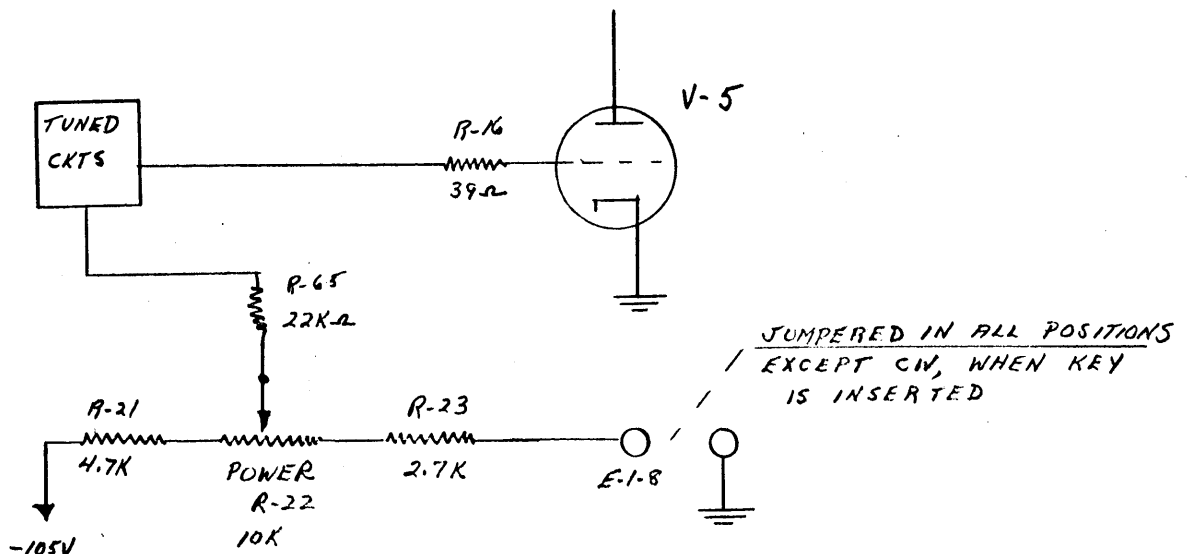 V-5
TUNED
CKTS
R-16
39Ω
R-65
22KΩ
JUMPERED IN ALL POSITIONS
EXCEPT CW, WHEN KEY
IS INSERTED
R-21
4.7K
POWER
R-22
10K
R-23
2.7K
E-1-8
-105V